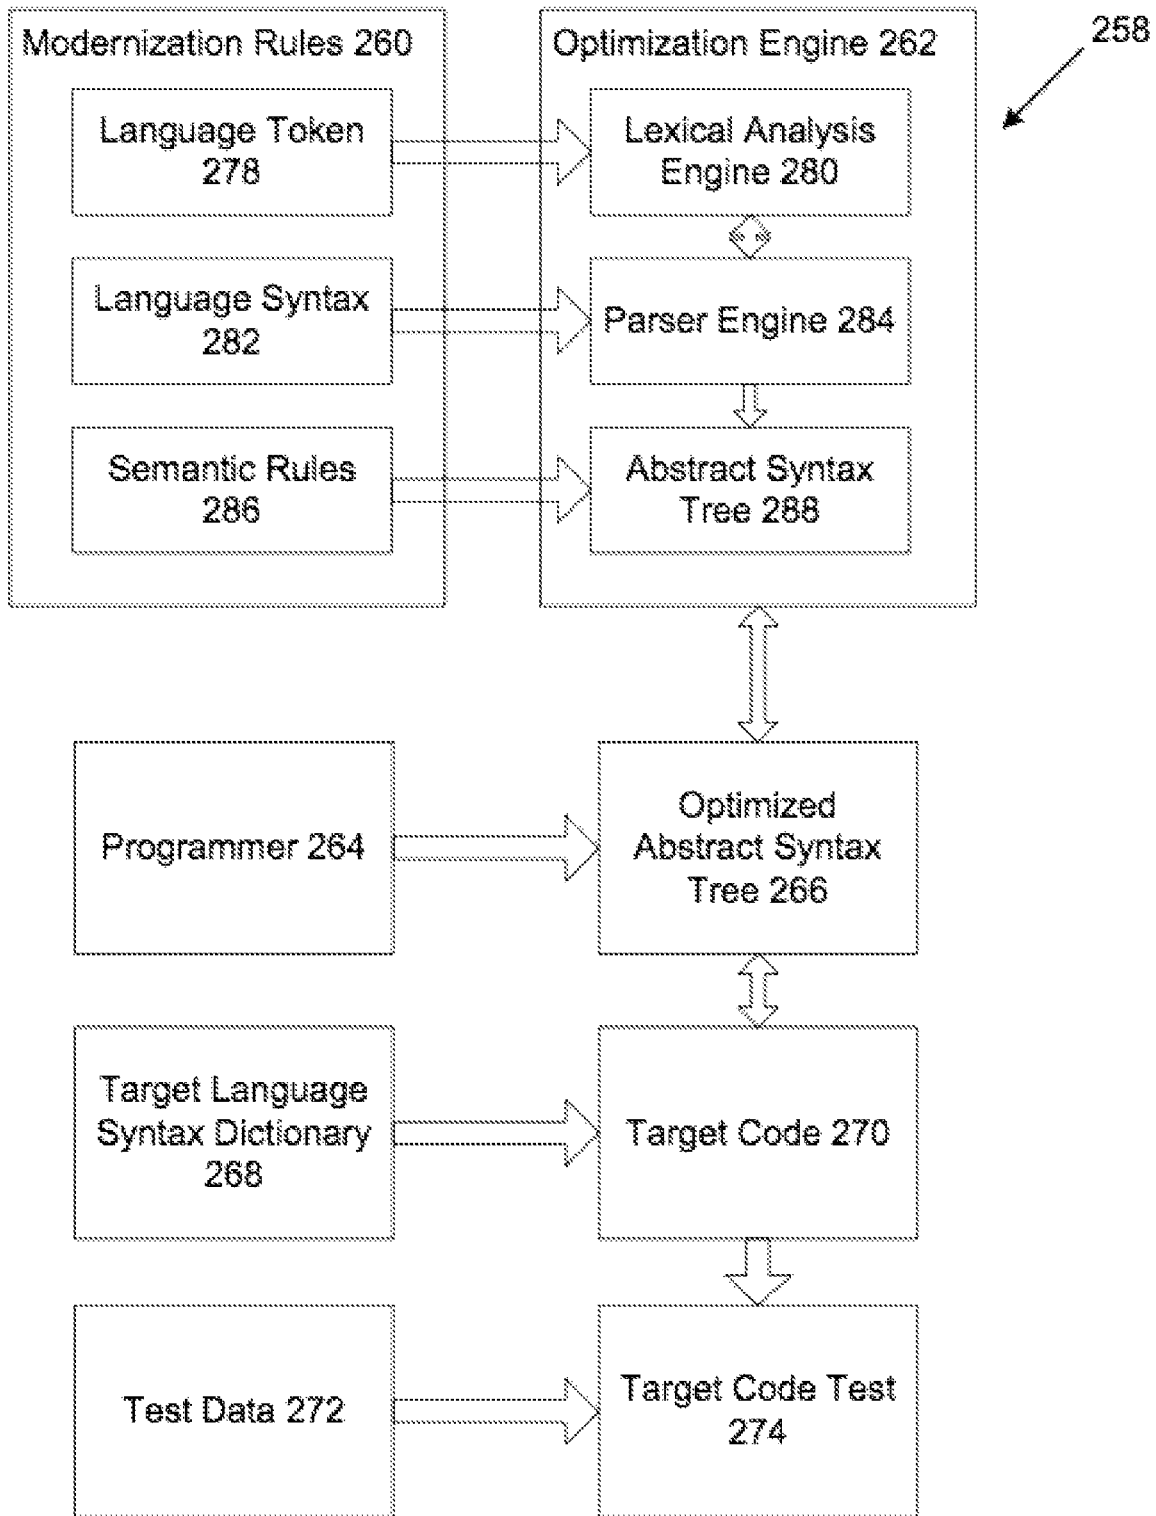 Modernization Rules 260
Optimization Engine 262
258
Language Token
278
Lexical Analysis
Engine 280
Language Syntax
282
Parser Engine 284
Semantic Rules
286
Abstract Syntax
Tree 288
Programmer 264
Optimized
Abstract Syntax
Tree 266
Target Language
Syntax Dictionary
268
Target Code 270
Test Data 272
Target Code Test
274